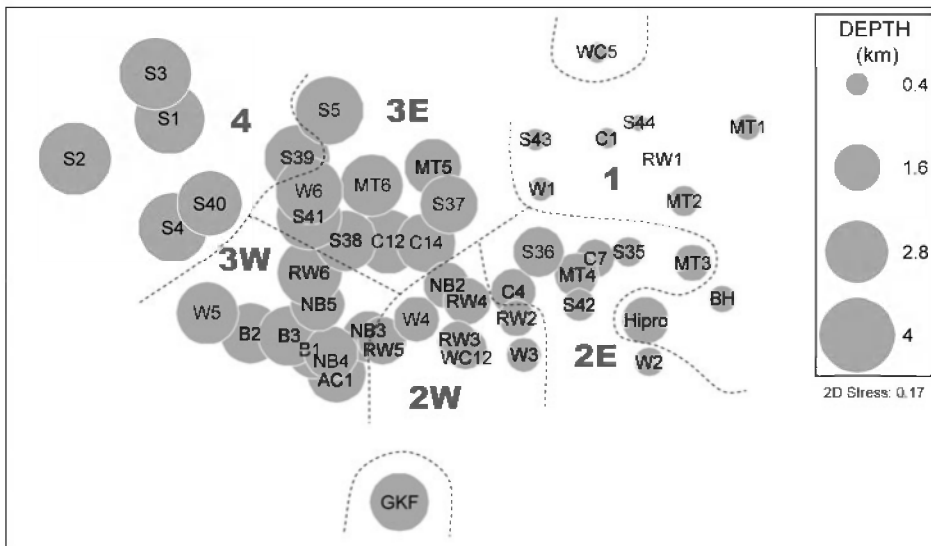 WC5
DEPTH
(km)
0.4
1.6
2.8
4
2D Stress: 0.17
S3
S1
4
S2
S5
3E
S43
C1
S44
MT1
RW1
1
W1
MT2
S39
MT5
MT6
W6
S37
S40
S4
S41
S38
C12
C14
3W
RW6
NB5
W5
B2
B3
B1
NB4
AC1
NB3
RW5
NB2
RW4
W4
RW3
WC12
2W
S36
C7
S35
MT4
C4
S42
RW2
W3
2E
MT3
BH
Hipro
W2
GKF